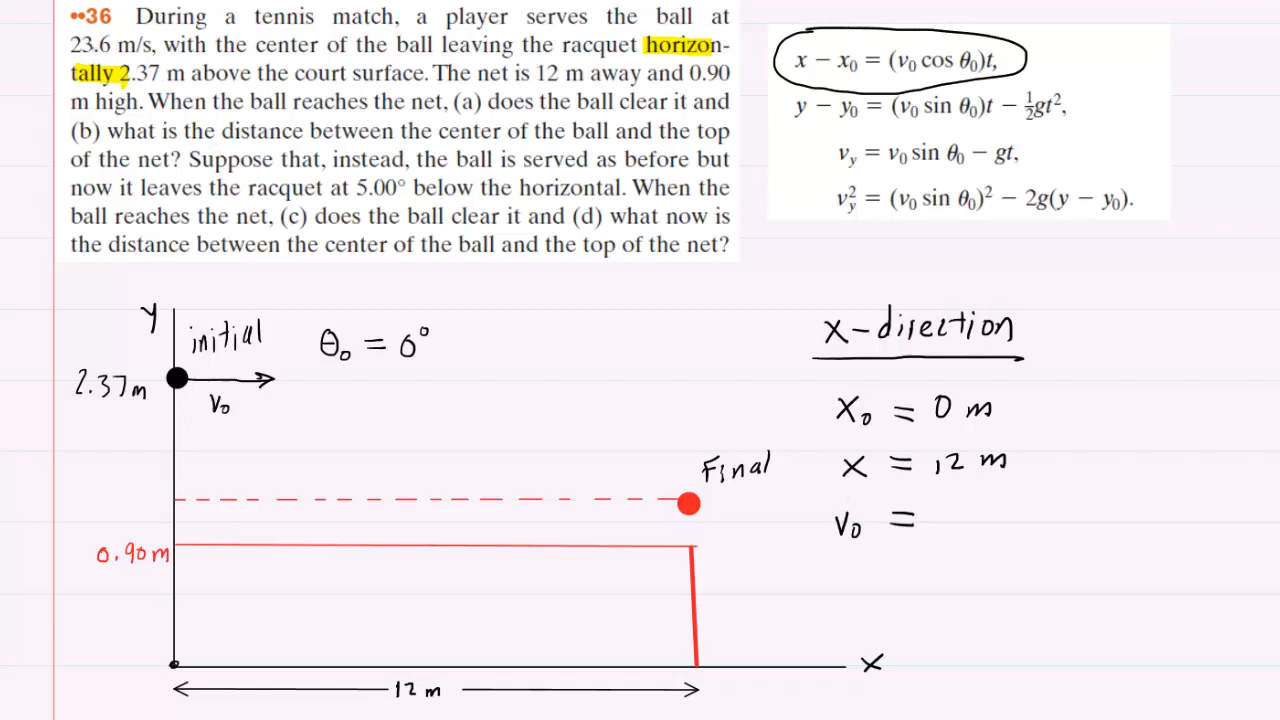 ••36 During a tennis match, a player serves the ball at
23.6 m/s, with the center of the ball leaving the racquet horizon-
tally 2.37 m above the court surface. The net is 12 m away and 0.90
m high. When the ball reaches the net, (a) does the ball clear it and
(b) what is the distance between the center of the ball and the top
of the net? Suppose that, instead, the ball is served as before but
now it leaves the racquet at 5.00° below the horizontal. When the
ball reaches the net, (c) does the ball clear it and (d) what now is
the distance between the center of the ball and the top of the net?
x − x₀ = (v₀ cos θ₀)t,
y − y₀ = (v₀ sin θ₀)t − ½gt²,
v_y = v₀ sin θ₀ − gt,
v_y² = (v₀ sin θ₀)² − 2g(y − y₀).
y
initial
θ₀ = 0°
2.37m
v₀
Final
0.90m
12 m
x
x-direction
x₀ = 0 m
x = 12 m
v₀ =